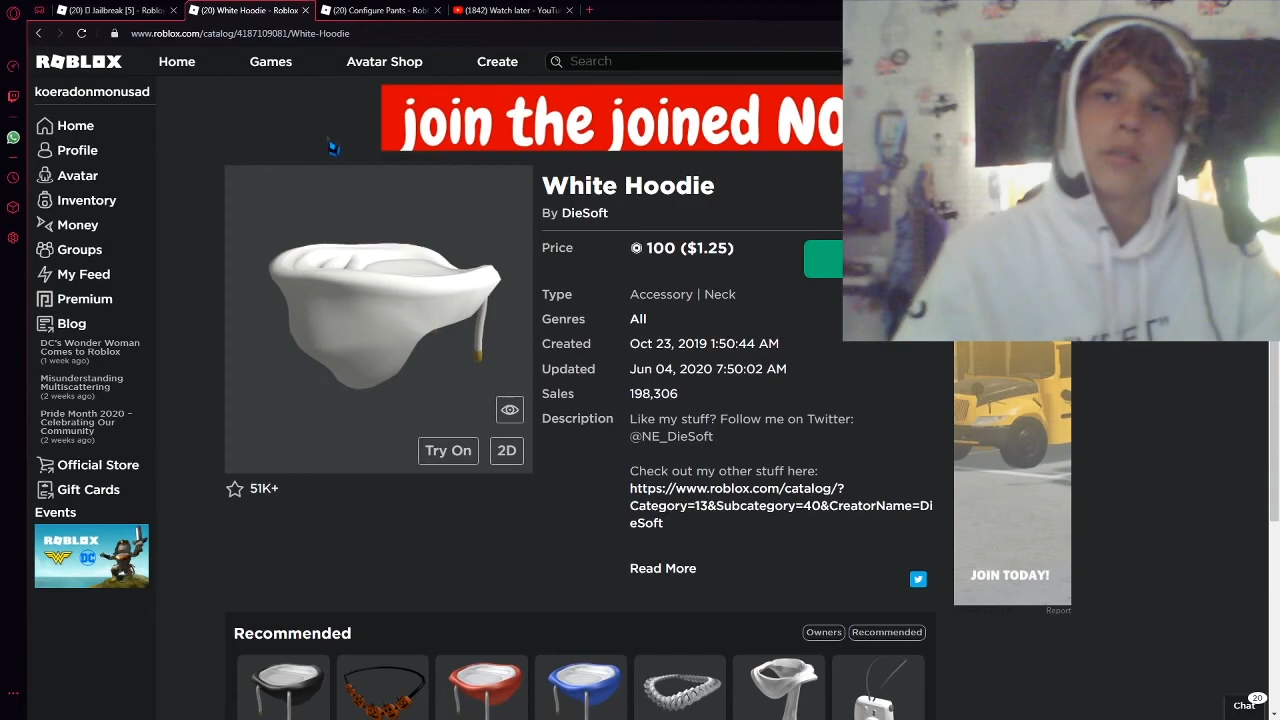 (20) Jailbreak [5] - Roblo
(20) White Hoodie - Roblox
(20) Configure Pants - Rob
(1842) Watch later - YouTu
www.roblox.com/catalog/4187109081/White-Hoodie
ROBLOX
Home
Games
Avatar Shop
Create
Search
koeradonmonusad
Home
Profile
Avatar
Inventory
Money
Groups
My Feed
Premium
Blog
DC's Wonder Woman
Comes to Roblox
(1 week ago)
Misunderstanding
Multiscattering
(2 weeks ago)
Pride Month 2020 –
Celebrating Our
Community
(2 weeks ago)
Official Store
Gift Cards
Events
ROBLOX
DC
join the joined NO
White Hoodie
By DieSoft
Price
100 ($1.25)
Type
Accessory | Neck
Genres
All
Created
Oct 23, 2019 1:50:44 AM
Updated
Jun 04, 2020 7:50:02 AM
Sales
198,306
Description
Like my stuff? Follow me on Twitter:
@NE_DieSoft
Check out my other stuff here:
https://www.roblox.com/catalog/?
Category=13&Subcategory=40&CreatorName=Di
eSoft
Read More
Try On
2D
51K+
JOIN TODAY!
Report
Recommended
Owners
Recommended
Chat
20